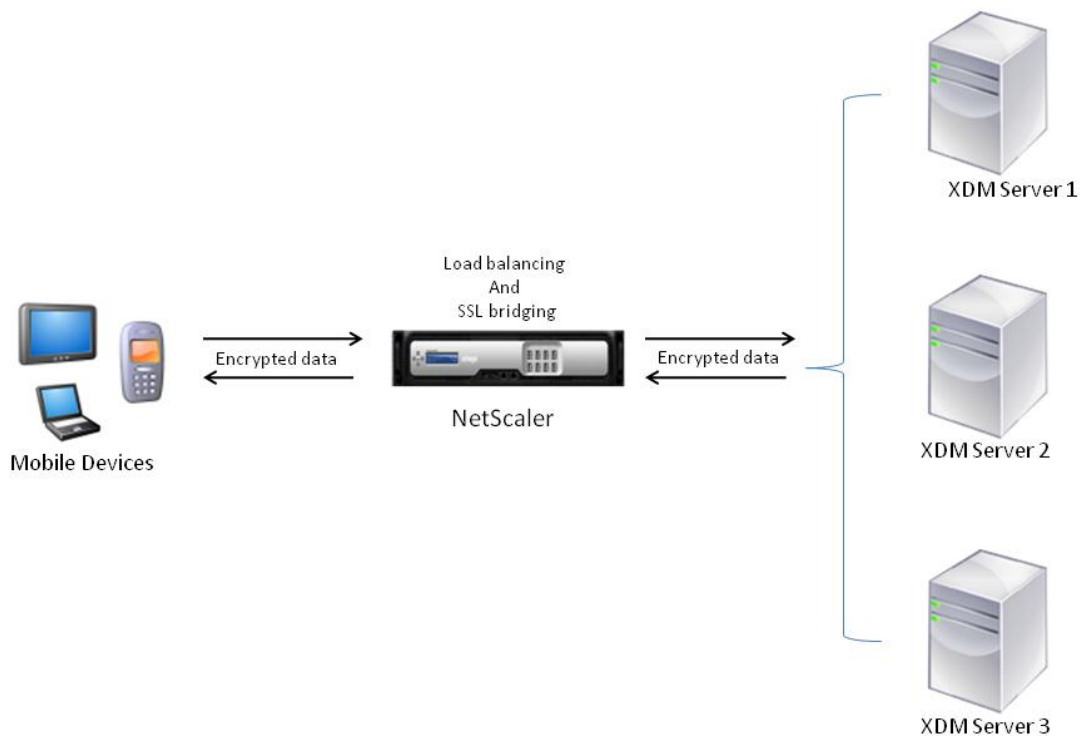 XDM Server 1
Load balancing
And
SSL bridging
Encrypted data
Encrypted data
NetScaler
Mobile Devices
XDM Server 2
XDM Server 3